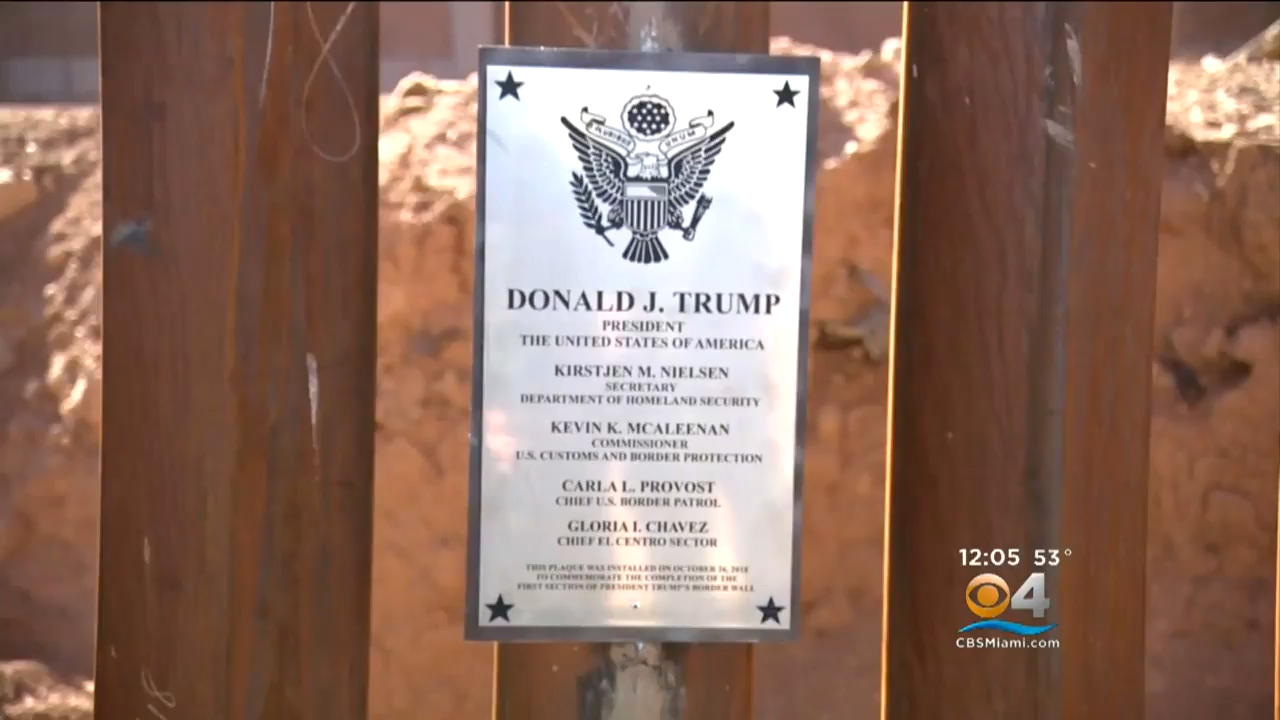 PLURIBUS UNUM
DONALD J. TRUMP
PRESIDENT
THE UNITED STATES OF AMERICA
KIRSTJEN M. NIELSEN
SECRETARY
DEPARTMENT OF HOMELAND SECURITY
KEVIN K. MCALEENAN
COMMISSIONER
U.S. CUSTOMS AND BORDER PROTECTION
CARLA L. PROVOST
CHIEF U.S. BORDER PATROL
GLORIA I. CHAVEZ
CHIEF EL CENTRO SECTOR
THIS PLAQUE WAS INSTALLED ON OCTOBER 26, 2018
TO COMMEMORATE THE COMPLETION OF THE
FIRST SECTION OF PRESIDENT TRUMP'S BORDER WALL
12:05 53°
4
CBSMiami.com